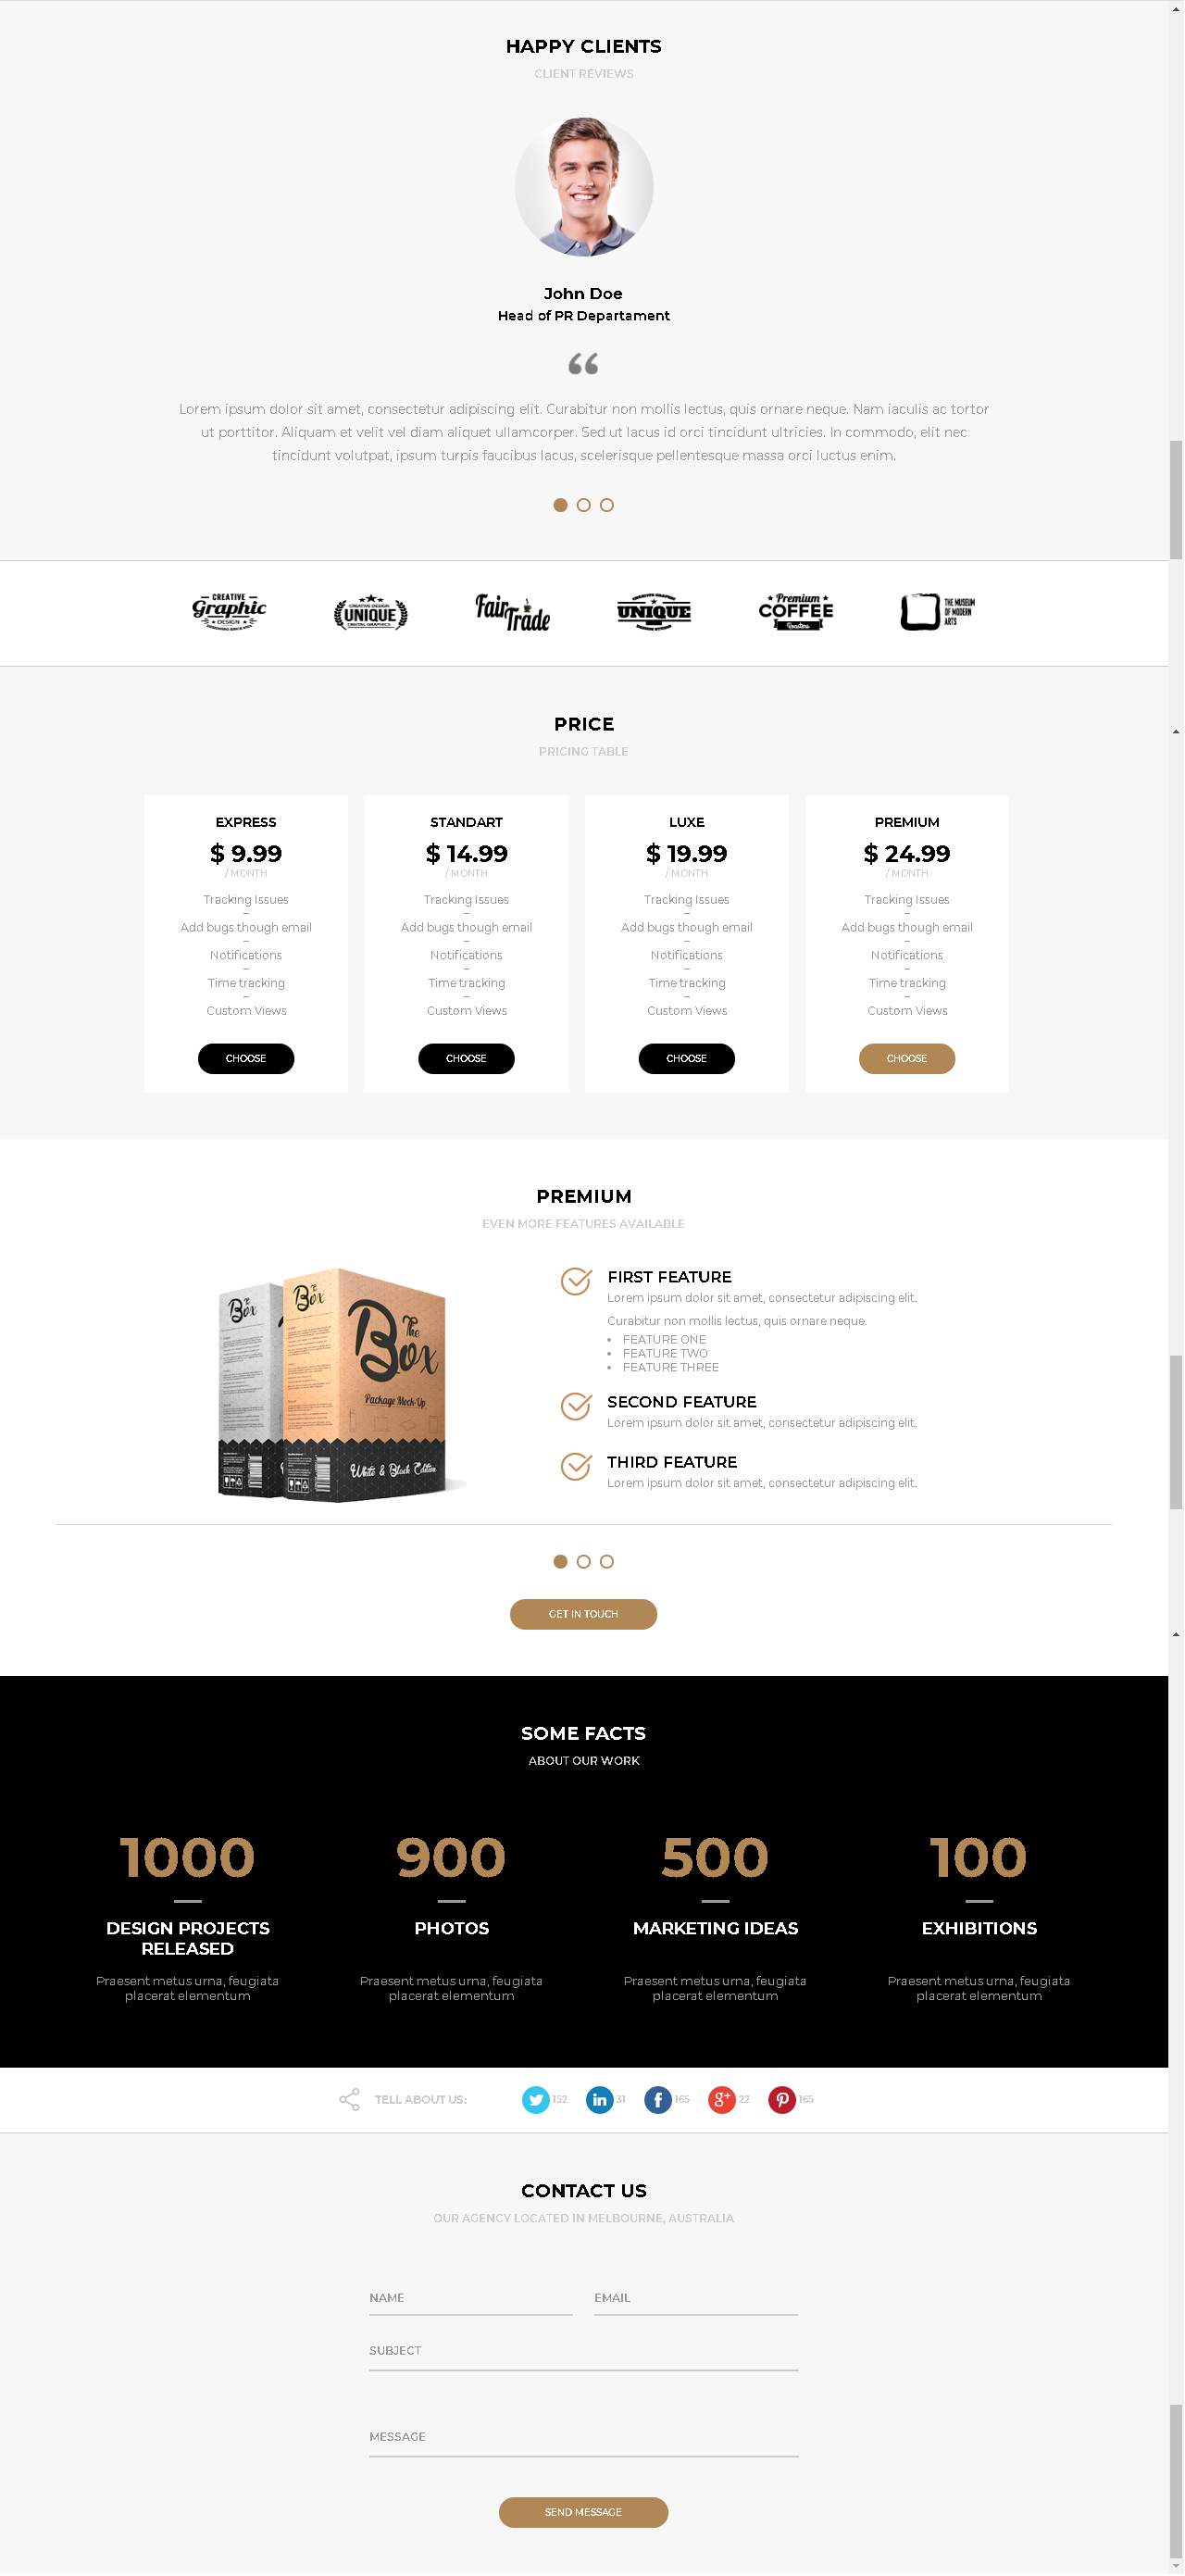 HAPPY CLIENTS
CLIENT REVIEWS
John Doe
Head of PR Departament
“
Lorem ipsum dolor sit amet, consectetur adipiscing elit. Curabitur non mollis lectus, quis ornare neque. Nam iaculis ac tortor
ut porttitor. Aliquam et velit vel diam aliquet ullamcorper. Sed ut lacus id orci tincidunt ultricies. In commodo, elit nec
tincidunt volutpat, ipsum turpis faucibus lacus, scelerisque pellentesque massa orci luctus enim.
CREATIVE
Graphic
DESIGN
CREATIVE DESIGN
UNIQUE
DIGITAL GRAPHICS
Fair
Trade
UNIQUE
Premium
COFFEE
Roasters
THE MUSEUM
OF MODERN
ARTS
PRICE
PRICING TABLE
EXPRESS
$ 9.99
/ MONTH
Tracking Issues
–
Add bugs though email
–
Notifications
–
Time tracking
–
Custom Views
CHOOSE
STANDART
$ 14.99
/ MONTH
Tracking Issues
–
Add bugs though email
–
Notifications
–
Time tracking
–
Custom Views
CHOOSE
LUXE
$ 19.99
/ MONTH
Tracking Issues
–
Add bugs though email
–
Notifications
–
Time tracking
–
Custom Views
CHOOSE
PREMIUM
$ 24.99
/ MONTH
Tracking Issues
–
Add bugs though email
–
Notifications
–
Time tracking
–
Custom Views
CHOOSE
PREMIUM
EVEN MORE FEATURES AVAILABLE
The
Box
The
Box
The
Box
Package Mock-Up
White & Black Edition
FIRST FEATURE
Lorem ipsum dolor sit amet, consectetur adipiscing elit.
Curabitur non mollis lectus, quis ornare neque.
• FEATURE ONE
• FEATURE TWO
• FEATURE THREE
SECOND FEATURE
Lorem ipsum dolor sit amet, consectetur adipiscing elit.
THIRD FEATURE
Lorem ipsum dolor sit amet, consectetur adipiscing elit.
GET IN TOUCH
SOME FACTS
ABOUT OUR WORK
1000
DESIGN PROJECTS
RELEASED
Praesent metus urna, feugiata
placerat elementum
900
PHOTOS
Praesent metus urna, feugiata
placerat elementum
500
MARKETING IDEAS
Praesent metus urna, feugiata
placerat elementum
100
EXHIBITIONS
Praesent metus urna, feugiata
placerat elementum
TELL ABOUT US:
152
in 31
f 165
g+ 22
165
CONTACT US
OUR AGENCY LOCATED IN MELBOURNE, AUSTRALIA
NAME
EMAIL
SUBJECT
MESSAGE
SEND MESSAGE